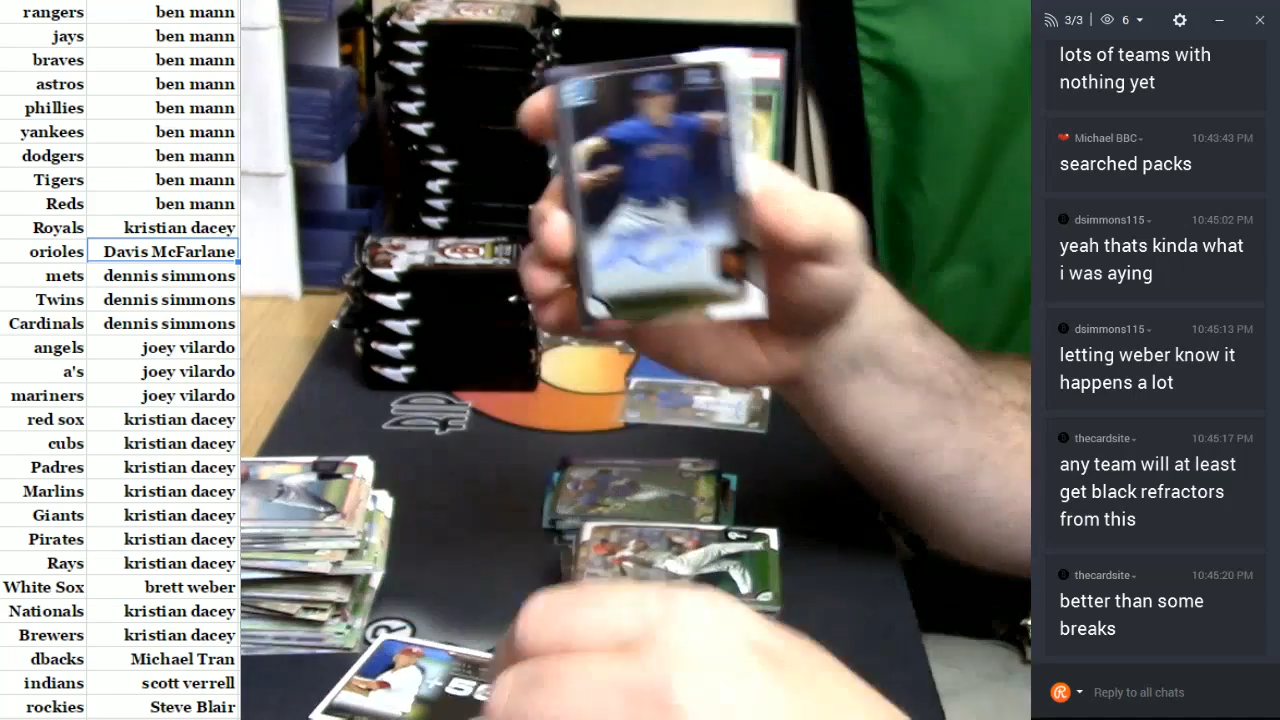 rangers ben mann
jays ben mann
braves ben mann
astros ben mann
phillies ben mann
yankees ben mann
dodgers ben mann
Tigers ben mann
Reds ben mann
Royals kristian dacey
orioles Davis McFarlane
mets dennis simmons
Twins dennis simmons
Cardinals dennis simmons
angels joey vilardo
a's joey vilardo
mariners joey vilardo
red sox kristian dacey
cubs kristian dacey
Padres kristian dacey
Marlins kristian dacey
Giants kristian dacey
Pirates kristian dacey
Rays kristian dacey
White Sox brett weber
Nationals kristian dacey
Brewers kristian dacey
dbacks Michael Tran
indians scott verrell
rockies Steve Blair
RIP
3/3 6
lots of teams with
nothing yet
Michael BBC 10:43:43 PM
searched packs
dsimmons115 10:45:02 PM
yeah thats kinda what
i was aying
dsimmons115 10:45:13 PM
letting weber know it
happens a lot
thecardsite 10:45:17 PM
any team will at least
get black refractors
from this
thecardsite 10:45:20 PM
better than some
breaks
Reply to all chats